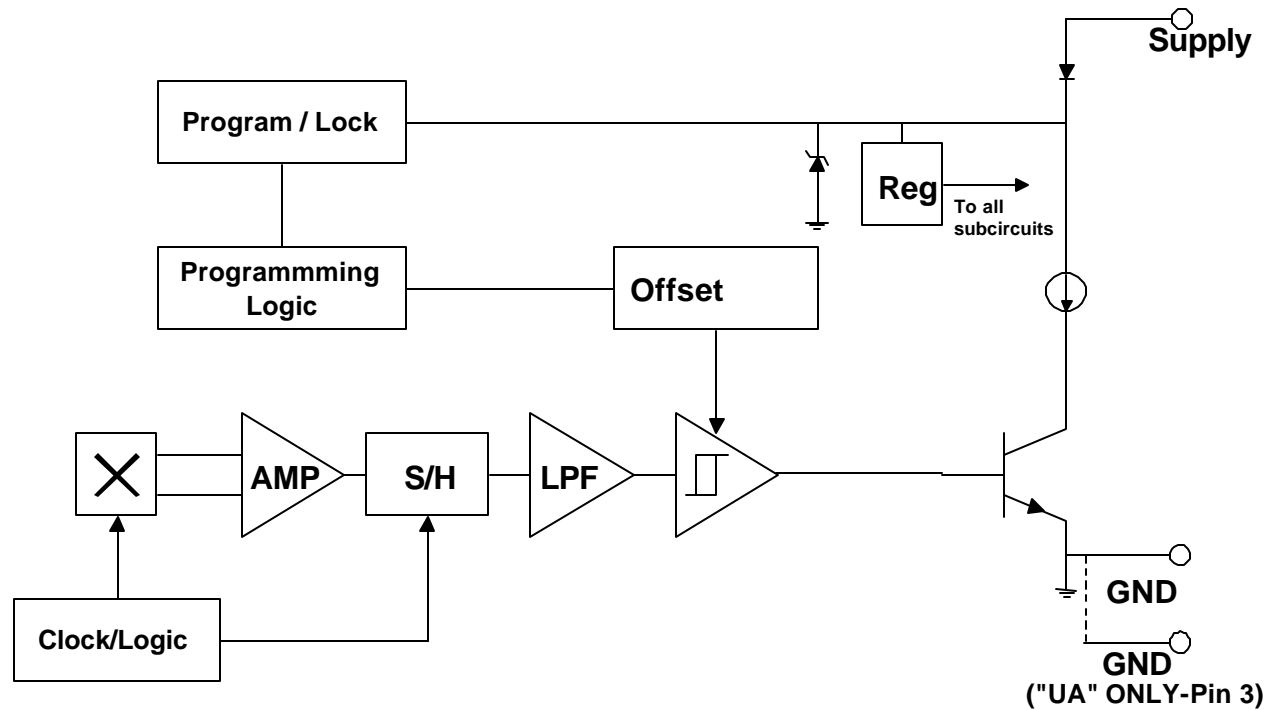 Supply
Program / Lock
Reg
To all
subcircuits
Programmming
Logic
Offset
AMP
S/H
LPF
Clock/Logic
GND
GND
("UA" ONLY-Pin 3)